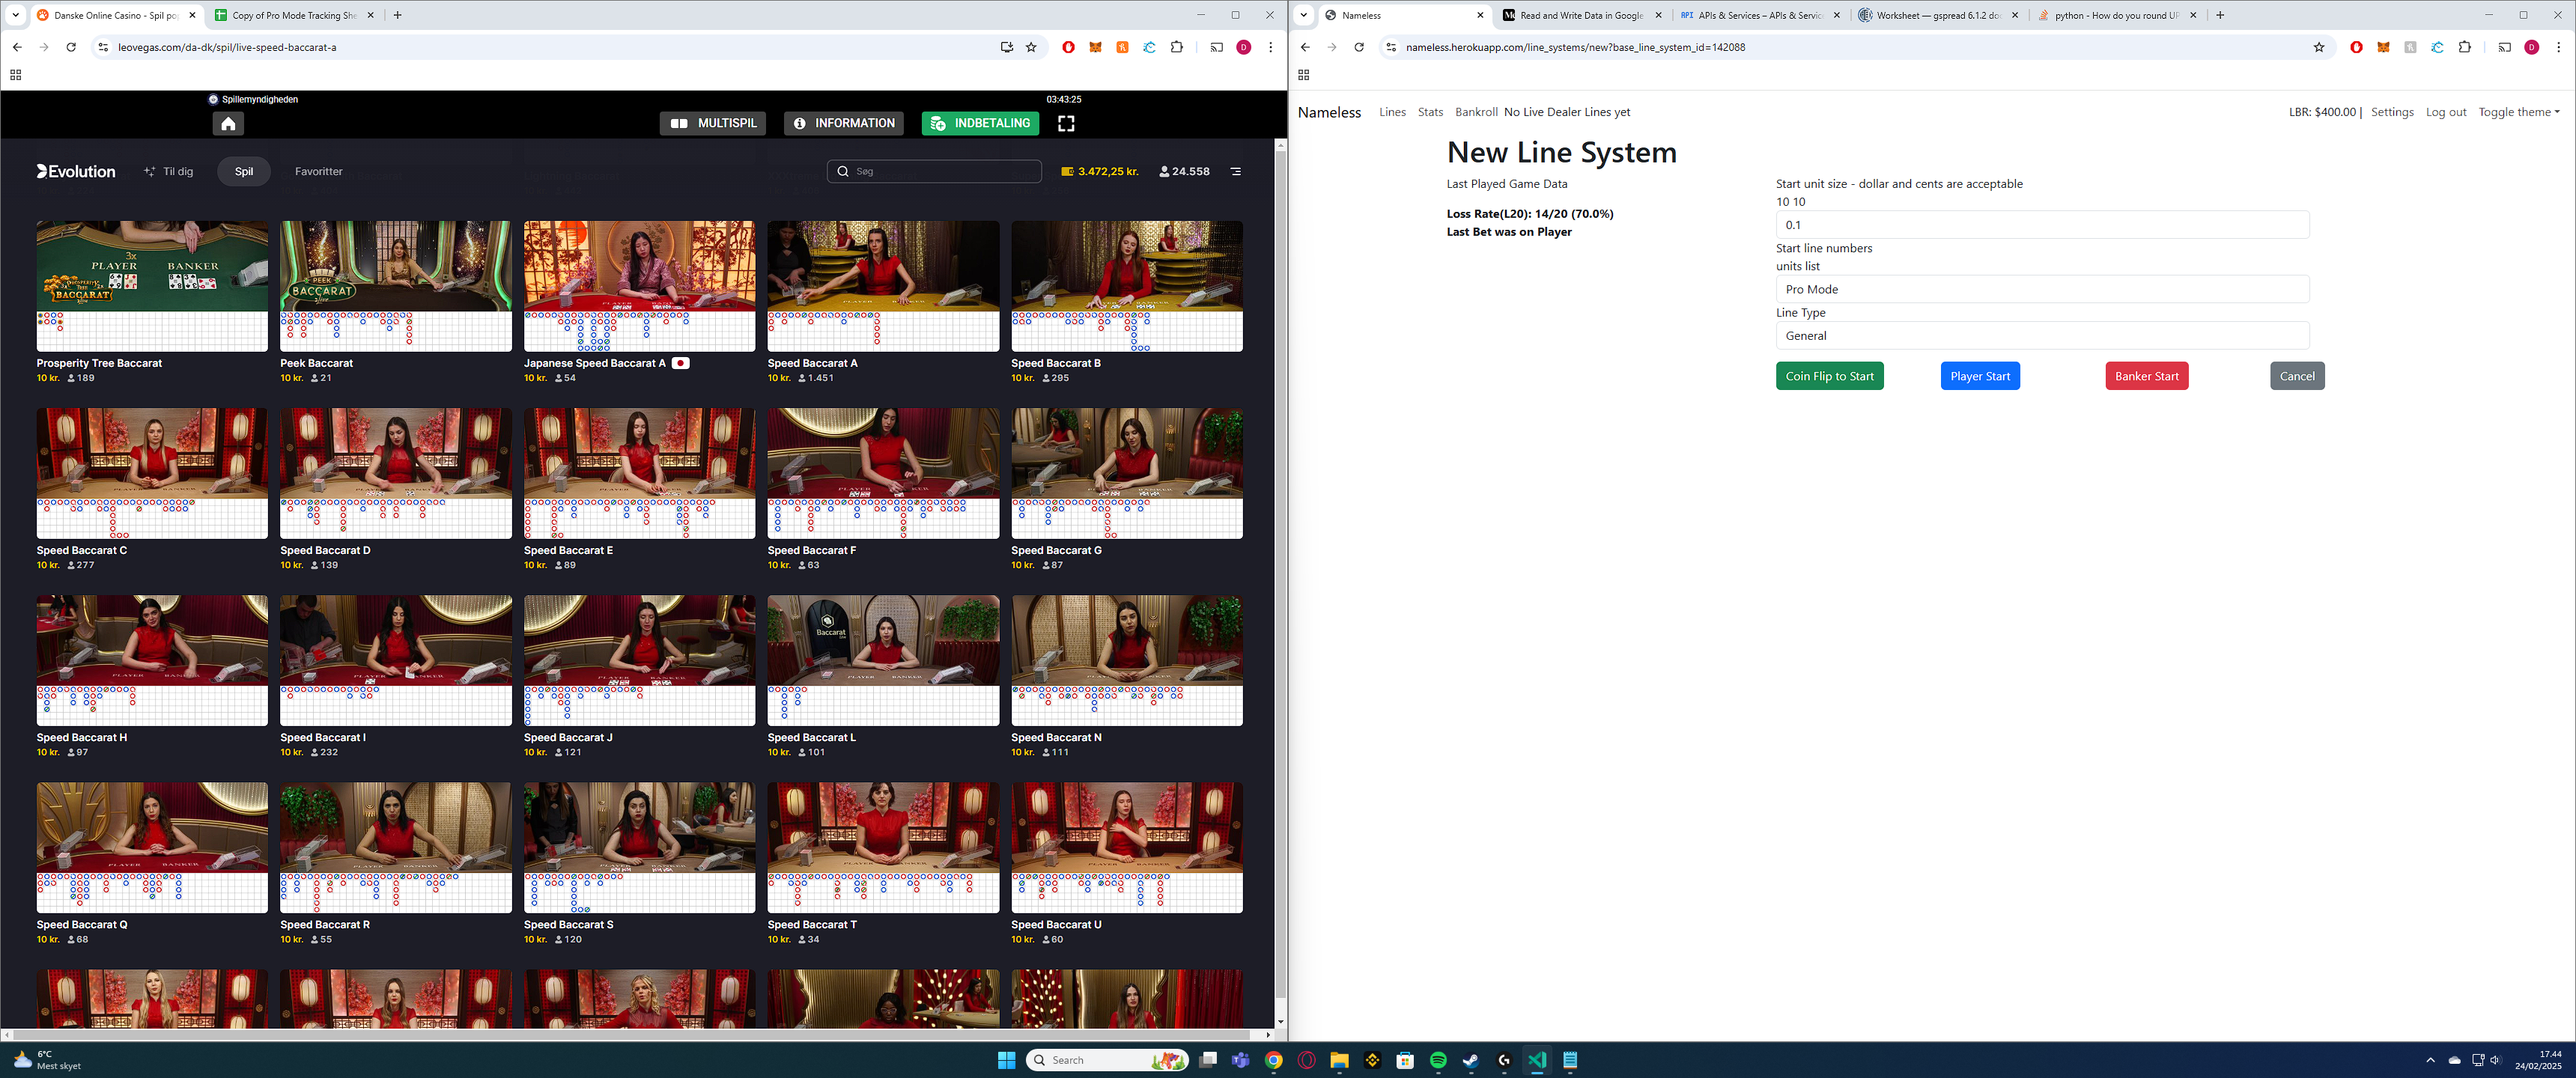 Danske Online Casino - Spil po
Copy of Pro Mode Tracking She
leovegas.com/da-dk/spil/live-speed-baccarat-a
D
Spillemyndigheden
03:43:25
MULTISPIL
INFORMATION
INDBETALING
Evolution
Til dig
Spil
Favoritter
Søg
3.472,25 kr.
24.558
3x
PLAYER BANKER
PROSPERITY TREE
BACCARAT
PEEK
BACCARAT
Prosperity Tree Baccarat
10 kr. 189
Peek Baccarat
10 kr. 21
Japanese Speed Baccarat A
10 kr. 54
Speed Baccarat A
10 kr. 1.451
Speed Baccarat B
10 kr. 295
Speed Baccarat C
10 kr. 277
Speed Baccarat D
10 kr. 139
Speed Baccarat E
10 kr. 89
Speed Baccarat F
10 kr. 63
Speed Baccarat G
10 kr. 87
Baccarat
Speed Baccarat H
10 kr. 97
Speed Baccarat I
10 kr. 232
Speed Baccarat J
10 kr. 121
Speed Baccarat L
10 kr. 101
Speed Baccarat N
10 kr. 111
Speed Baccarat Q
10 kr. 68
Speed Baccarat R
10 kr. 55
Speed Baccarat S
10 kr. 120
Speed Baccarat T
10 kr. 34
Speed Baccarat U
10 kr. 60
Nameless
Read and Write Data in Google
API APIs & Services – APIs & Service
Worksheet — gspread 6.1.2 do
python - How do you round UP
nameless.herokuapp.com/line_systems/new?base_line_system_id=142088
D
Nameless Lines Stats Bankroll No Live Dealer Lines yet
LBR: $400.00 | Settings Log out Toggle theme
New Line System
Last Played Game Data
Loss Rate(L20): 14/20 (70.0%)
Last Bet was on Player
Start unit size - dollar and cents are acceptable
10 10
0.1
Start line numbers
units list
Pro Mode
Line Type
General
Coin Flip to Start
Player Start
Banker Start
Cancel
6°C
Mest skyet
Search
17.44
24/02/2025